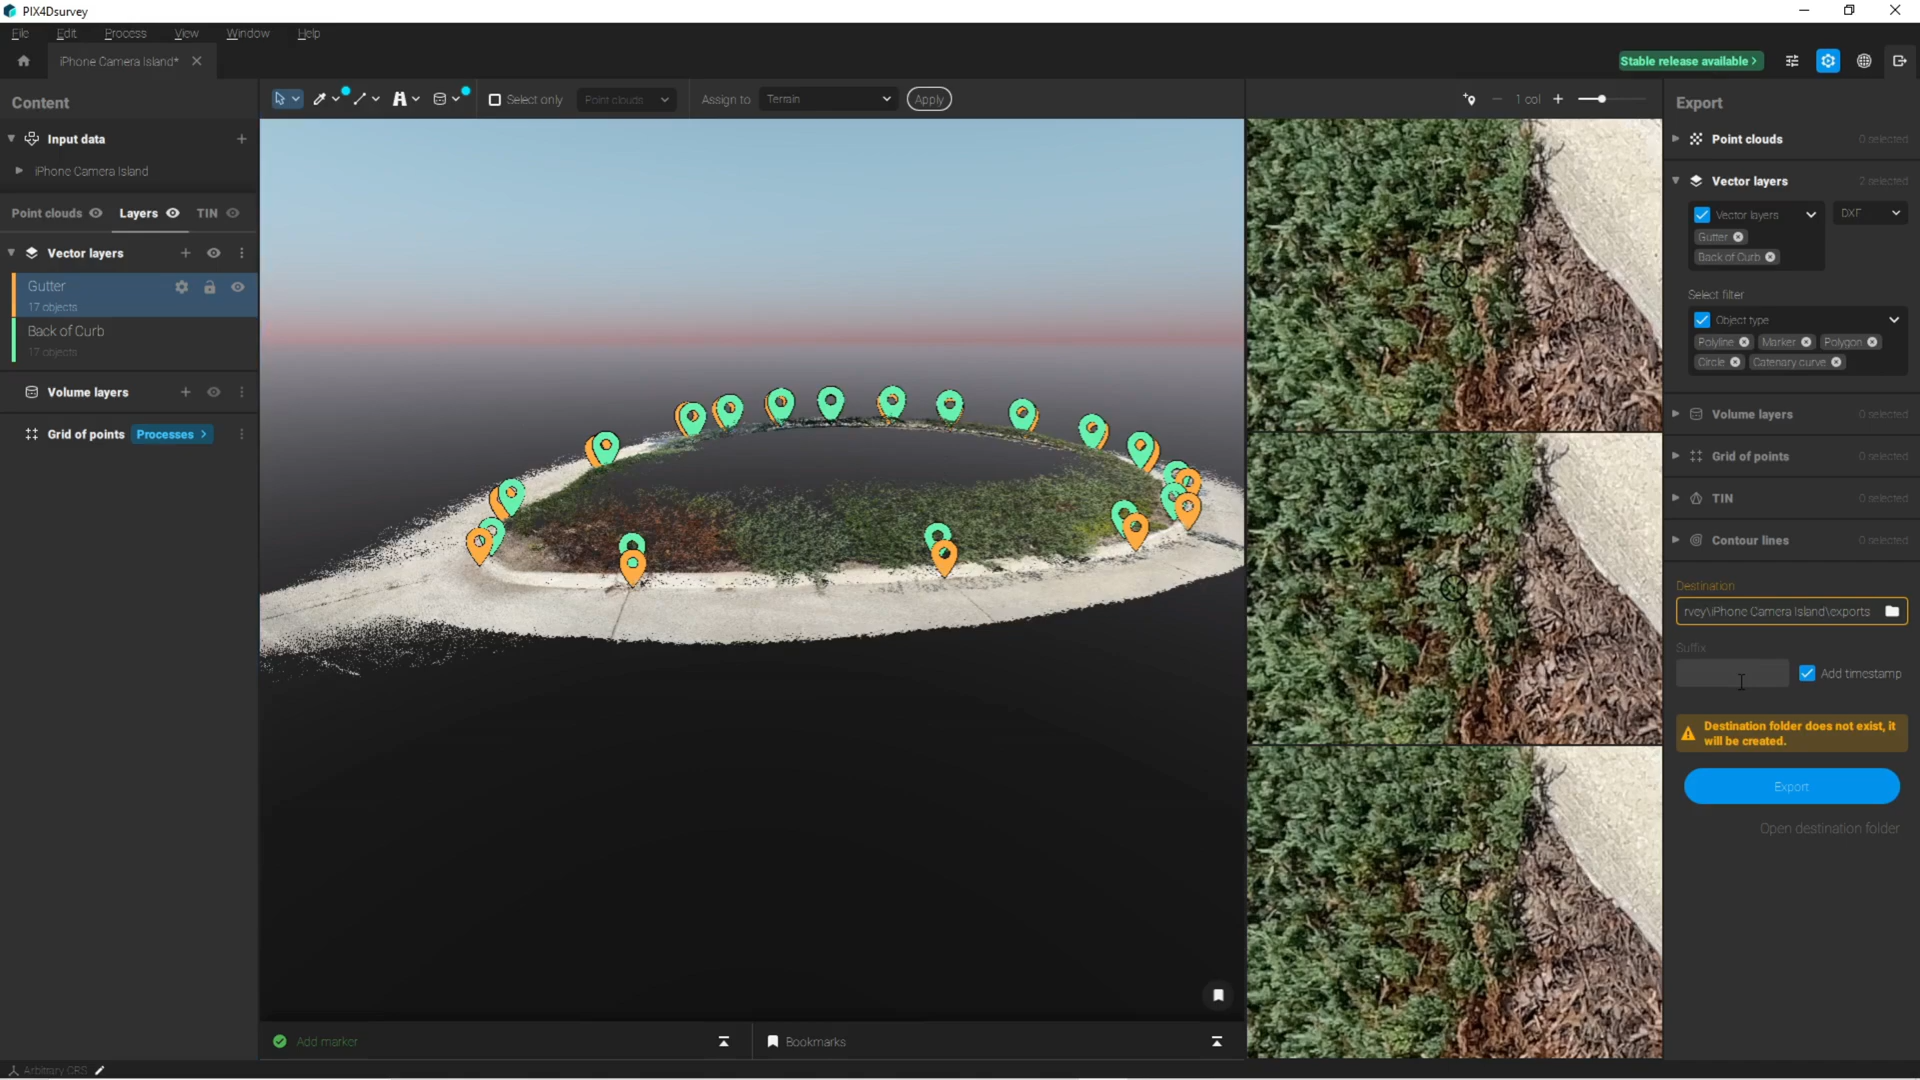 PIX4Dsurvey
File Edit Process View Window Help
iPhone Camera Island*
Stable release available >
Content
Input data
iPhone Camera Island
Point clouds Layers TIN
Vector layers
Gutter
17 objects
Back of Curb
17 objects
Volume layers
Grid of points Processes >
Select only Point clouds Assign to Terrain Apply
1 col
Add marker
Bookmarks
Arbitrary CRS
Export
Point clouds 0 selected
Vector layers 2 selected
Vector layers DXF
Gutter
Back of Curb
Select filter
Object type
Polyline Marker Polygon
Circle Catenary curve
Volume layers 0 selected
Grid of points 0 selected
TIN 0 selected
Contour lines 0 selected
Destination
rvey\iPhone Camera Island\exports
Suffix
Add timestamp
Destination folder does not exist, it
will be created.
Export
Open destination folder